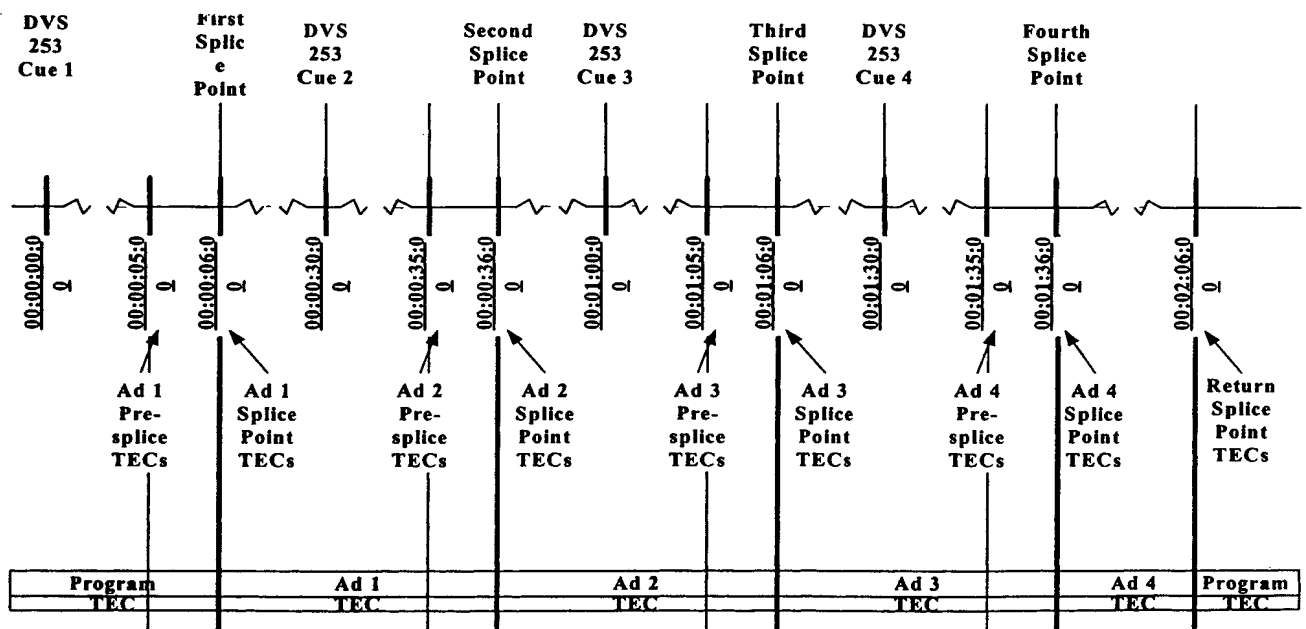 DVS
253
Cue 1
First
Splic
e
Point
DVS
253
Cue 2
Second
Splice
Point
DVS
253
Cue 3
Third
Splice
Point
DVS
253
Cue 4
Fourth
Splice
Point
00:00:00:0
0
00:00:05:0
0
00:00:06:0
0
00:00:30:0
0
00:00:35:0
0
00:00:36:0
0
00:01:00:0
0
00:01:05:0
0
00:01:06:0
0
00:01:30:0
0
00:01:35:0
0
00:01:36:0
0
00:02:06:0
0
Ad 1
Pre-
splice
TECs
Ad 1
Splice
Point
TECs
Ad 2
Pre-
splice
TECs
Ad 2
Splice
Point
TECs
Ad 3
Pre-
splice
TECs
Ad 3
Splice
Point
TECs
Ad 4
Pre-
splice
TECs
Ad 4
Splice
Point
TECs
Return
Splice
Point
TECs
Program Ad 1 Ad 2 Ad 3 Ad 4 Program
TEC TEC TEC TEC TEC TEC